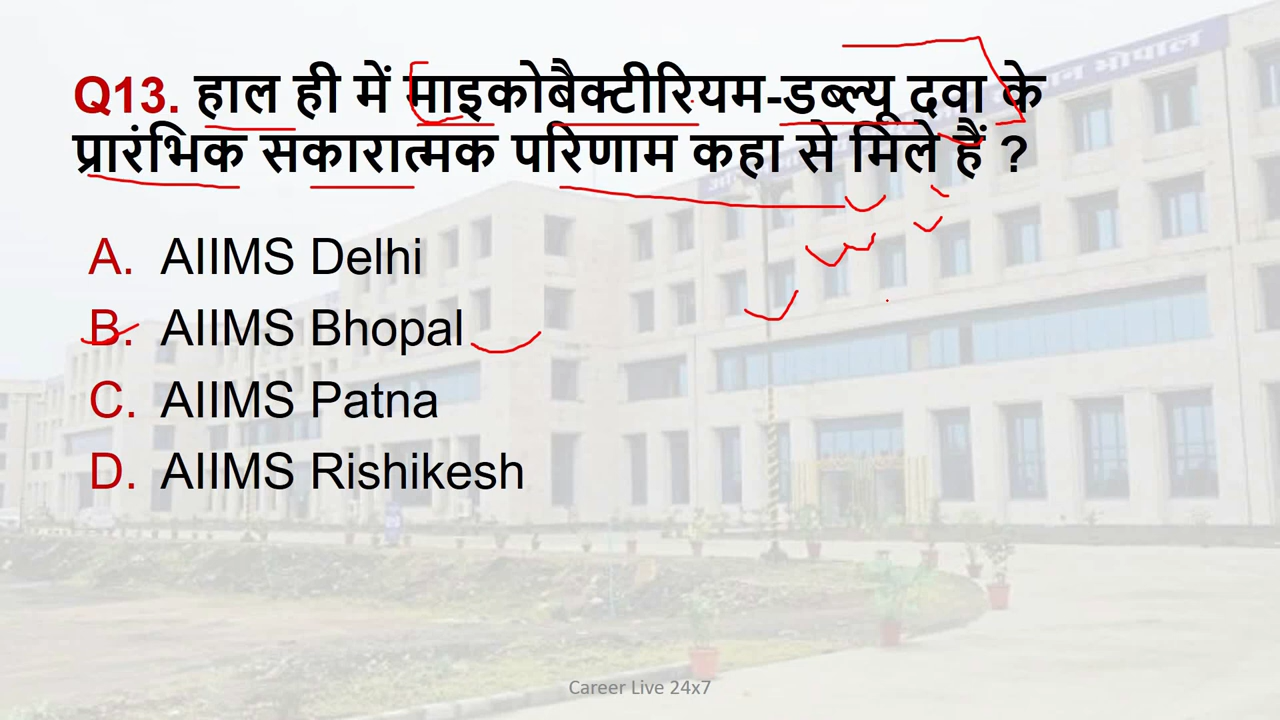 Q13. हाल ही में माइकोबैक्टीरियम-डब्ल्यू दवा के
प्रारंभिक सकारात्मक परिणाम कहा से मिले हैं ?
A. AIIMS Delhi
B. AIIMS Bhopal
C. AIIMS Patna
D. AIIMS Rishikesh
Career Live 24x7